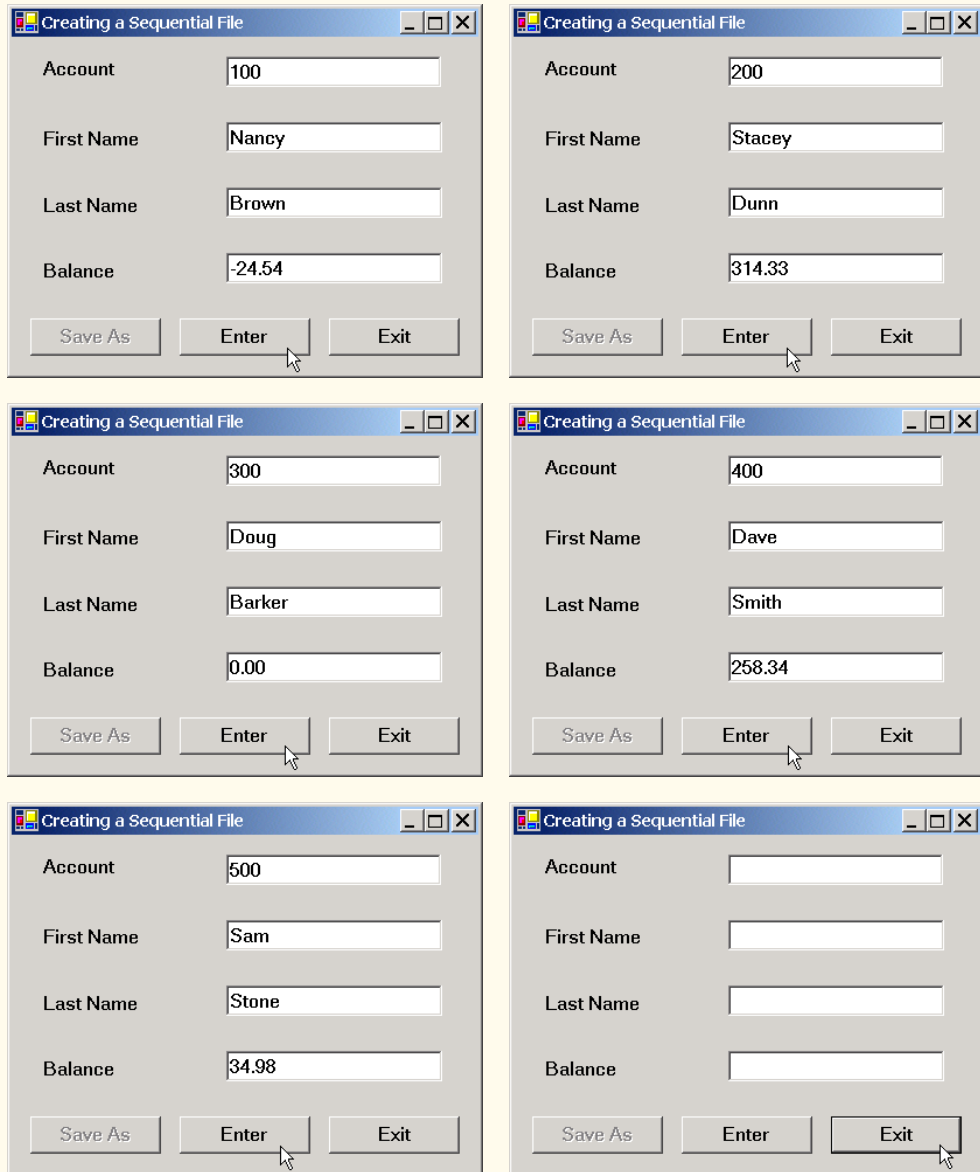 Creating a Sequential File
Account 100
First Name Nancy
Last Name Brown
Balance -24.54
Save As Enter Exit
Creating a Sequential File
Account 200
First Name Stacey
Last Name Dunn
Balance 314.33
Save As Enter Exit
Creating a Sequential File
Account 300
First Name Doug
Last Name Barker
Balance 0.00
Save As Enter Exit
Creating a Sequential File
Account 400
First Name Dave
Last Name Smith
Balance 258.34
Save As Enter Exit
Creating a Sequential File
Account 500
First Name Sam
Last Name Stone
Balance 34.98
Save As Enter Exit
Creating a Sequential File
Account
First Name
Last Name
Balance
Save As Enter Exit